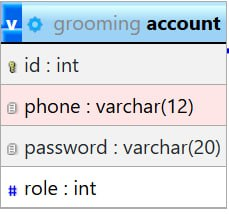 v grooming account
id : int
phone : varchar(12)
password : varchar(20)
# role : int